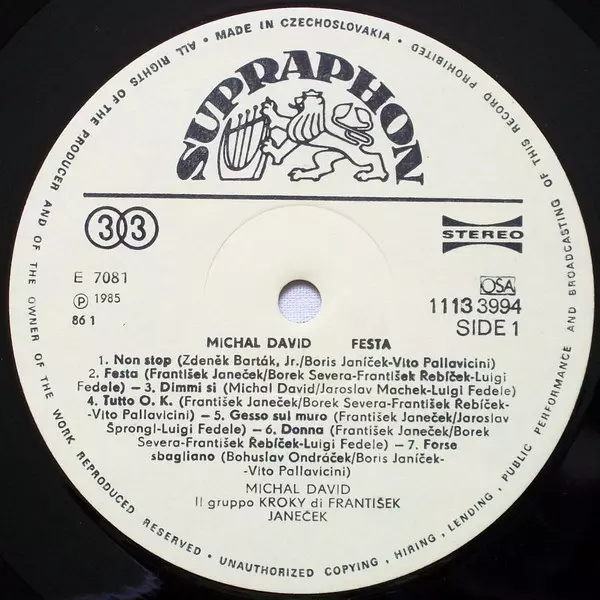 • MADE IN CZECHOSLOVAKIA •
ALL RIGHTS OF THE PRODUCER AND OF THE OWNER OF THE WORK REPRODUCED RESERVED • UNAUTHORIZED COPYING, HIRING, LENDING, PUBLIC PERFORMANCE AND BROADCASTING OF THIS RECORD PROHIBITED
SUPRAPHON
33
STEREO
E 7081
Ⓟ 1985
86 1
OSA
1113 3994
SIDE 1
MICHAL DAVID FESTA
1. Non stop (Zdeněk Barták, Jr./Boris Janíček-Vito Pallavicini)
2. Festa (František Janeček/Borek Severa-František Řebíček-Luigi
Fedele) — 3. Dimmi si (Michal David/Jaroslav Machek-Luigi Fedele)
4. Tutto O. K. (František Janeček/Borek Severa-František Řebíček-
-Vito Pallavicini) — 5. Gesso sul muro (František Janeček/Jaroslav
Šprongl-Luigi Fedele) — 6. Donna (František Janeček/Borek
Severa-František Řebíček-Luigi Fedele) — 7. Forse
sbagliano (Bohuslav Ondráček/Boris Janíček-
-Vito Pallavicini)
MICHAL DAVID
Il gruppo KROKY di FRANTIŠEK
JANEČEK